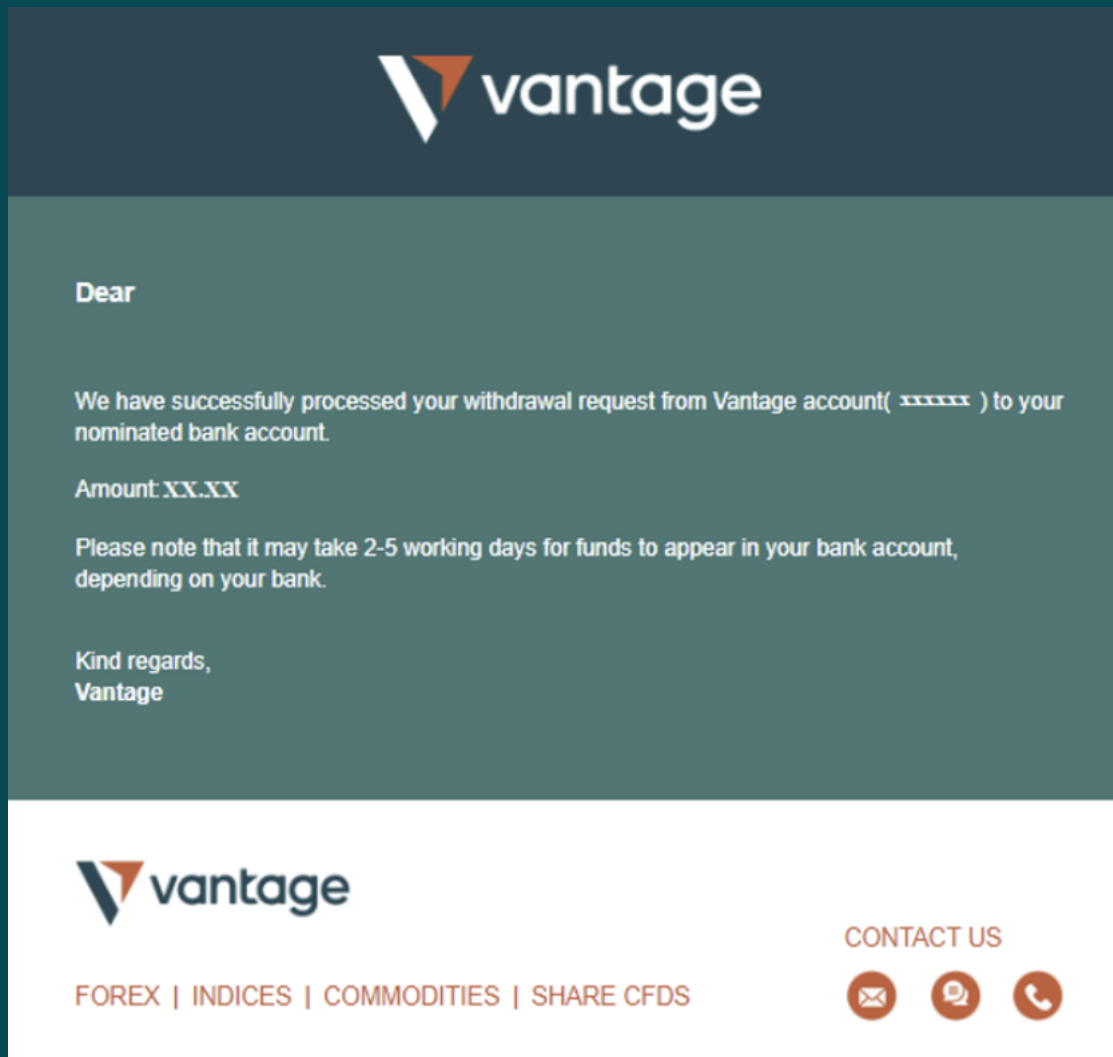 vantage
Dear
We have successfully processed your withdrawal request from Vantage account( xxxxxx ) to your
nominated bank account.
Amount:XX.XX
Please note that it may take 2-5 working days for funds to appear in your bank account,
depending on your bank.
Kind regards,
Vantage
vantage
CONTACT US
FOREX | INDICES | COMMODITIES | SHARE CFDS